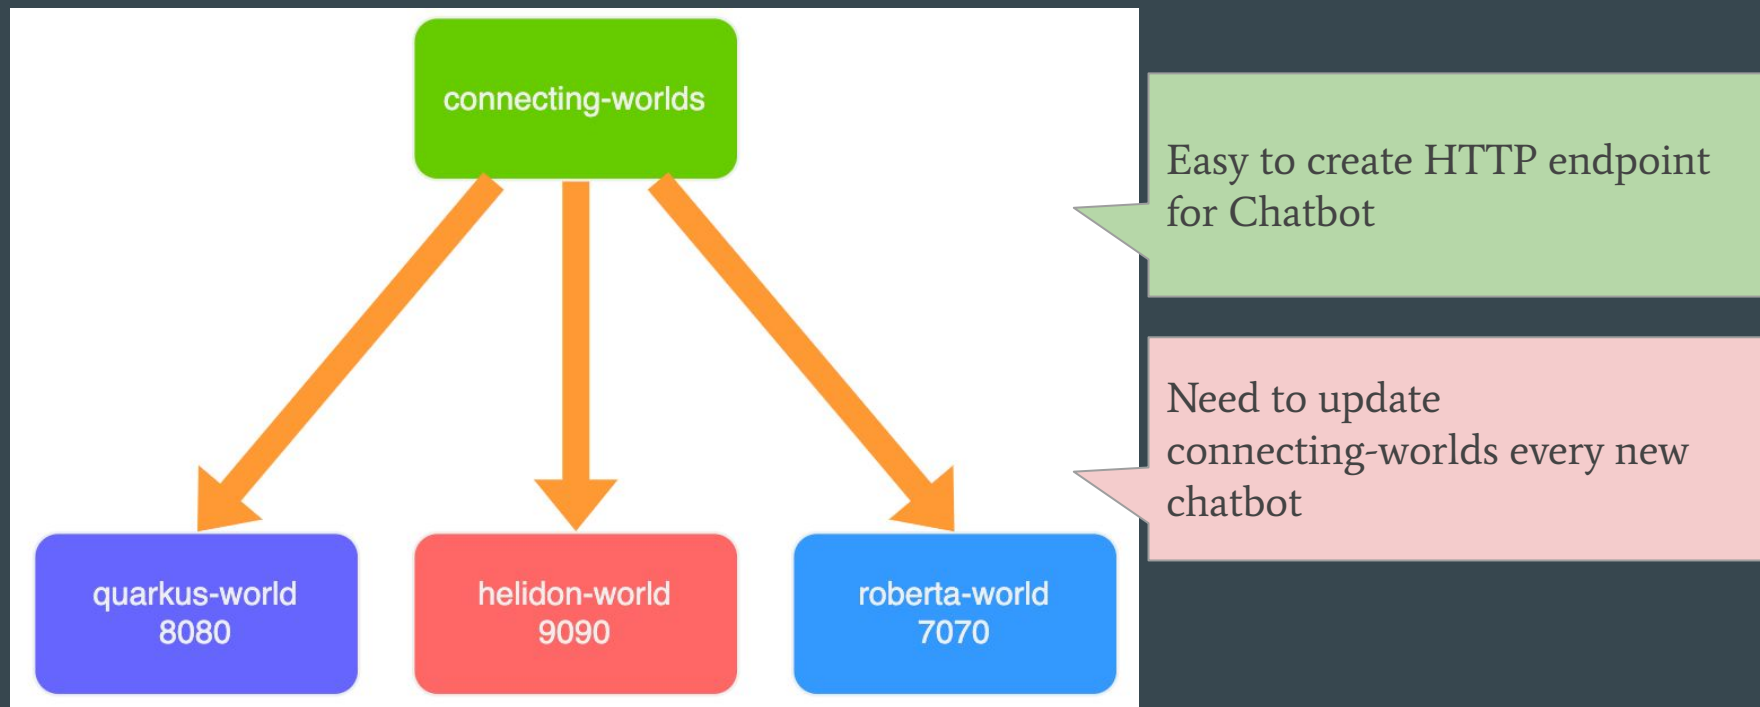 connecting-worlds
Easy to create HTTP endpoint
for Chatbot
Need to update
connecting-worlds every new
chatbot
quarkus-world
8080
helidon-world
9090
roberta-world
7070